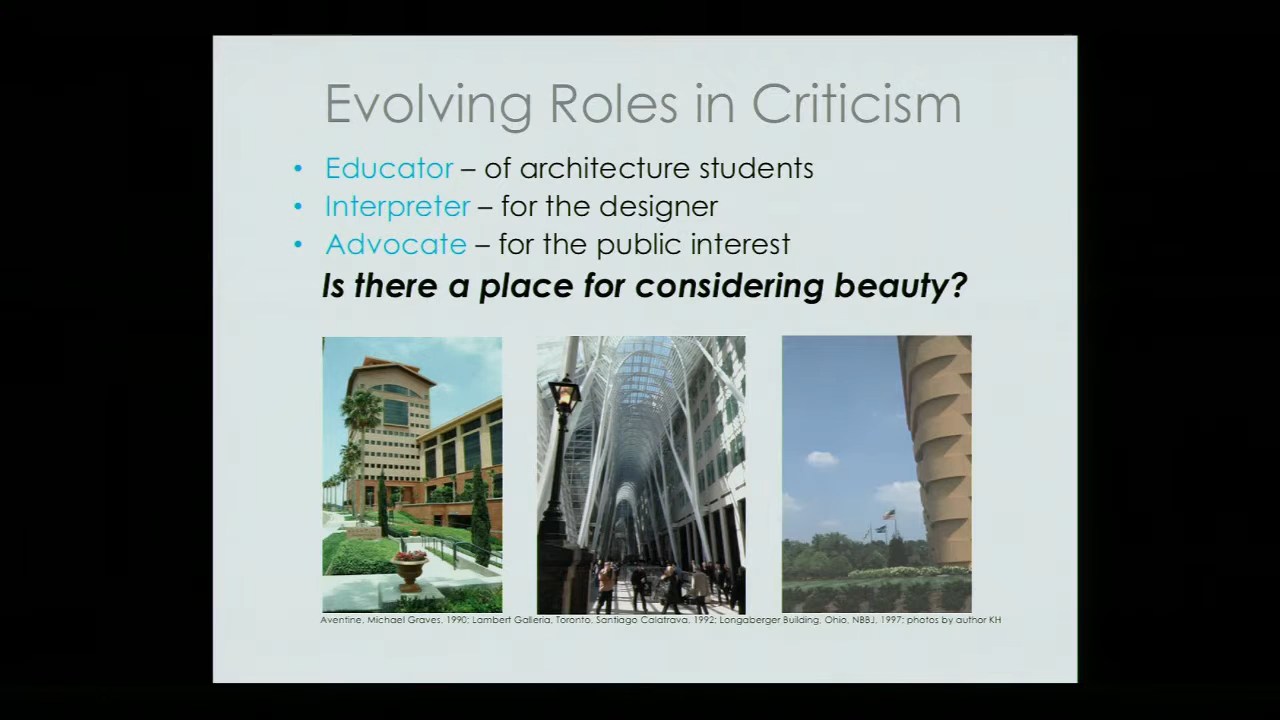 Evolving Roles in Criticism
• Educator – of architecture students
• Interpreter – for the designer
• Advocate – for the public interest
Is there a place for considering beauty?
Aventine, Michael Graves, 1990; Lambert Galleria, Toronto, Santiago Calatrava, 1992; Longaberger Building, Ohio, NBBJ, 1997; photos by author KH